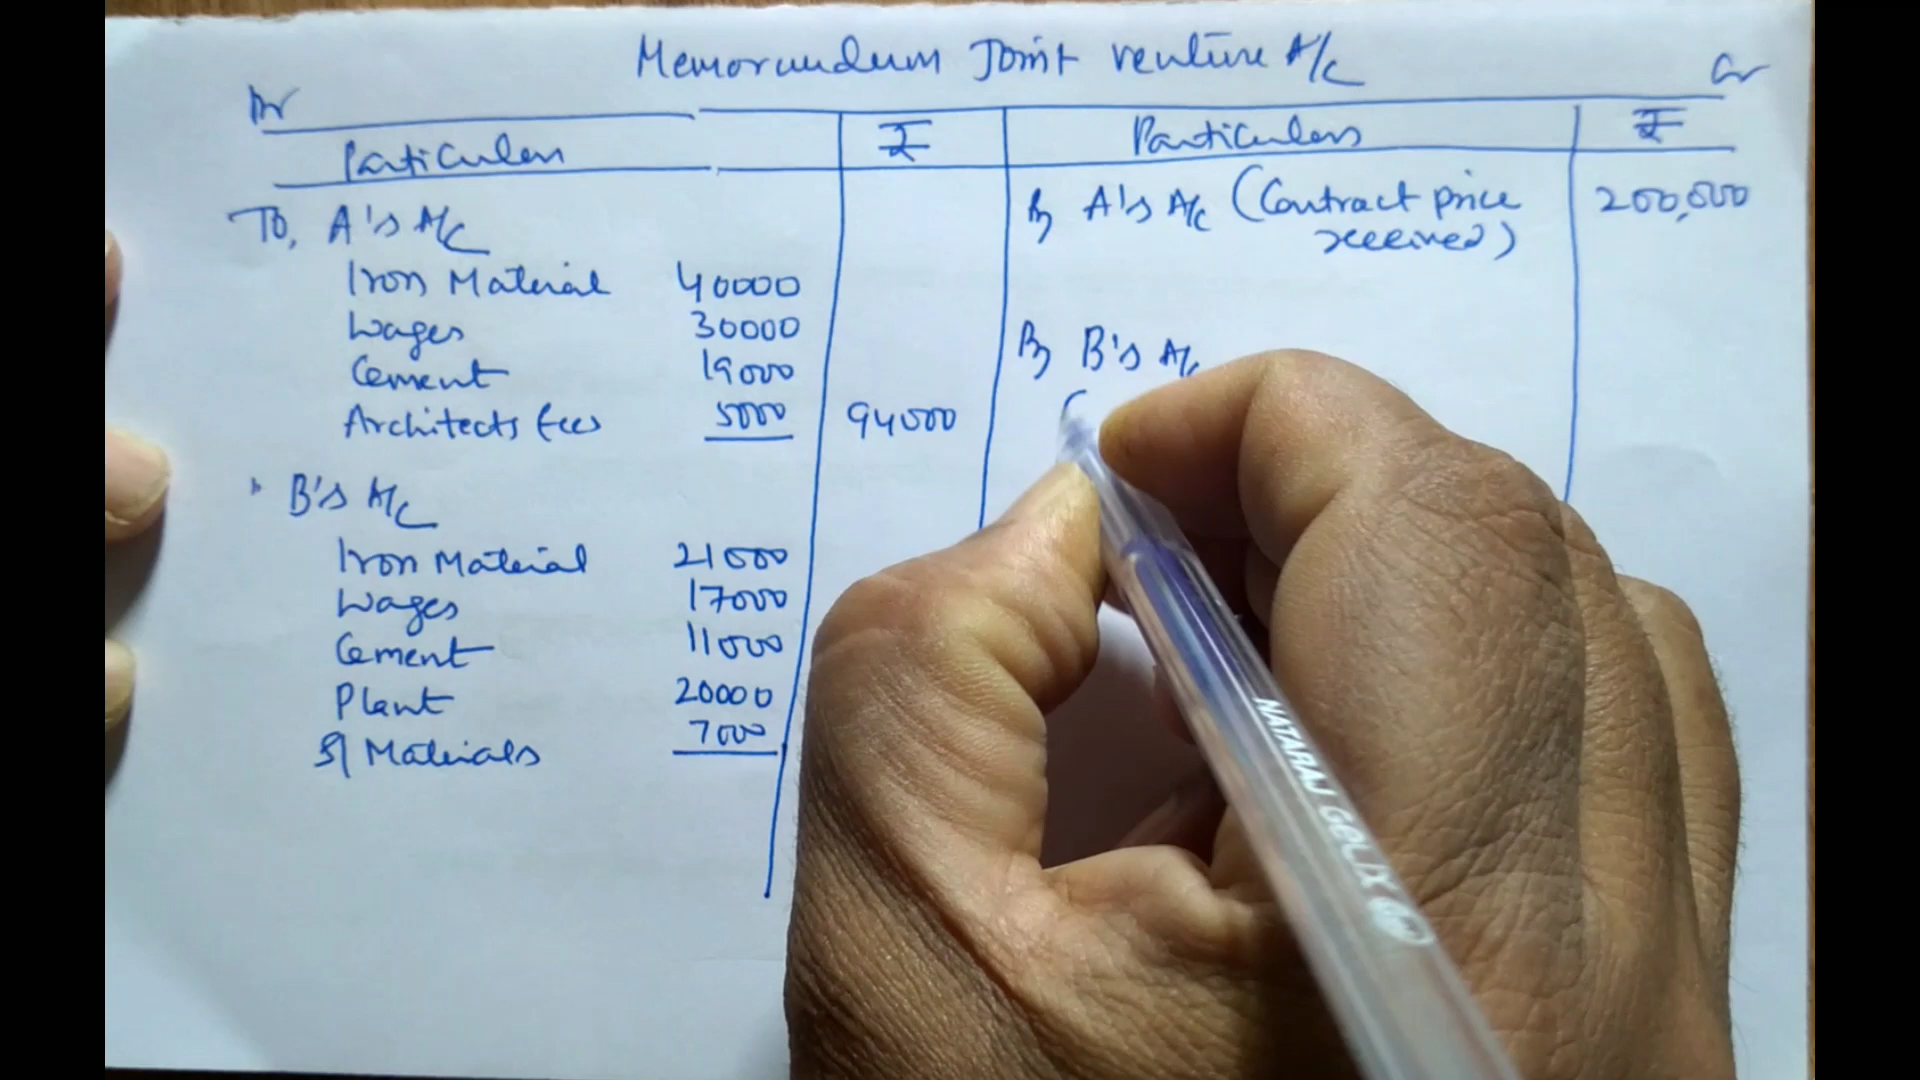 Memorandum Joint venture A/c
Dr Cr
Particulars ₹ Particulars ₹
To, A's A/c
Iron Material 40000
Wages 30000
Cement 19000
Architects fees 5000 94000
" B's A/c
Iron Material 21000
Wages 17000
Cement 11000
Plant 20000
Materials 7000
By A's A/c (Contract price received) 200,000
By B's A/c
(
NATARAJ GELIX